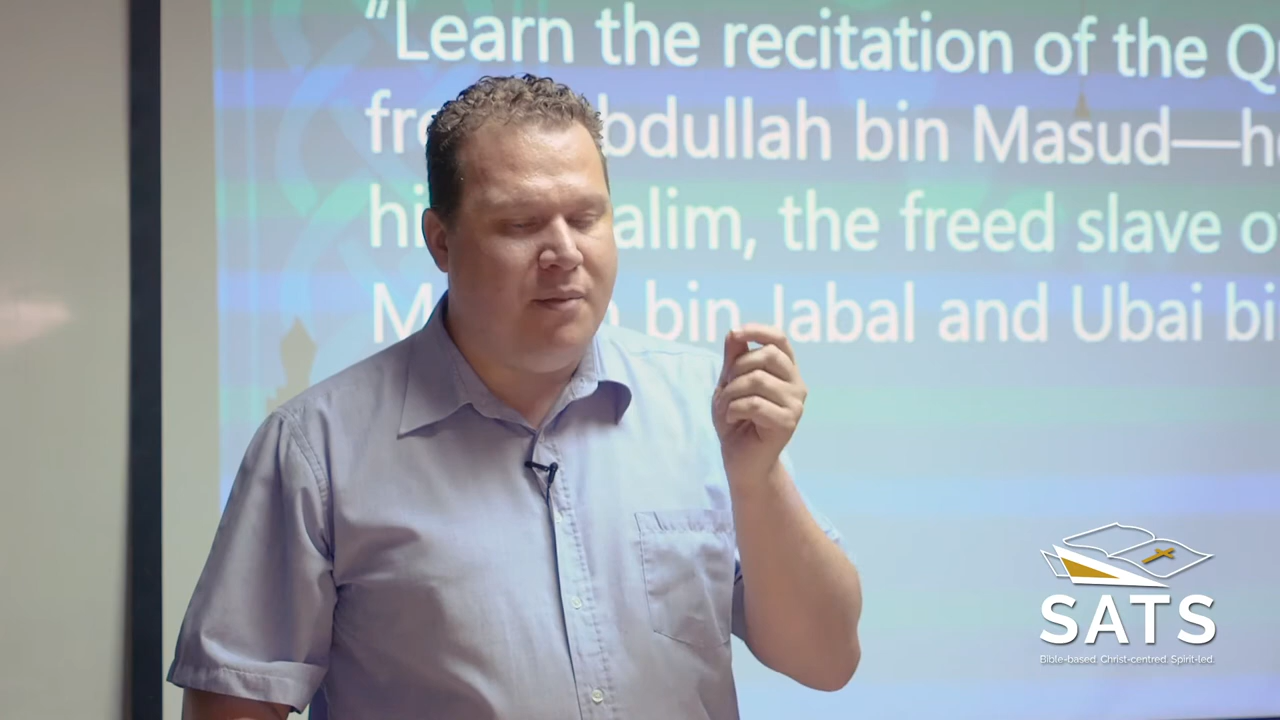 “Learn the recitation of the
bdullah bin Masud—
alim, the freed slave
bin Jabal and Ubai
SATS
Bible-based. Christ-centred. Spirit-led.